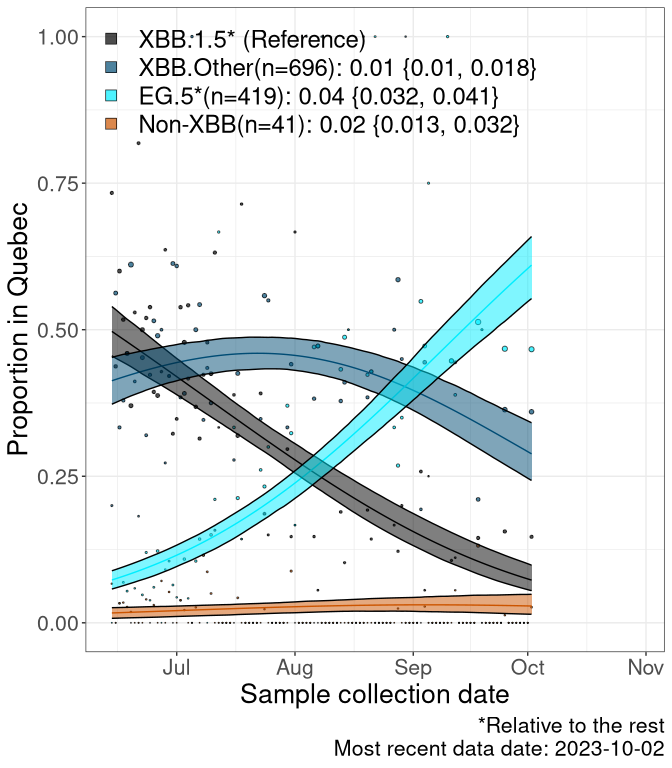 XBB.1.5* (Reference)
XBB.Other(n=696): 0.01 {0.01, 0.018}
EG.5*(n=419): 0.04 {0.032, 0.041}
Non-XBB(n=41): 0.02 {0.013, 0.032}
Proportion in Quebec
1.00
0.75
0.50
0.25
0.00
Jul Aug Sep Oct Nov
Sample collection date
*Relative to the rest
Most recent data date: 2023-10-02